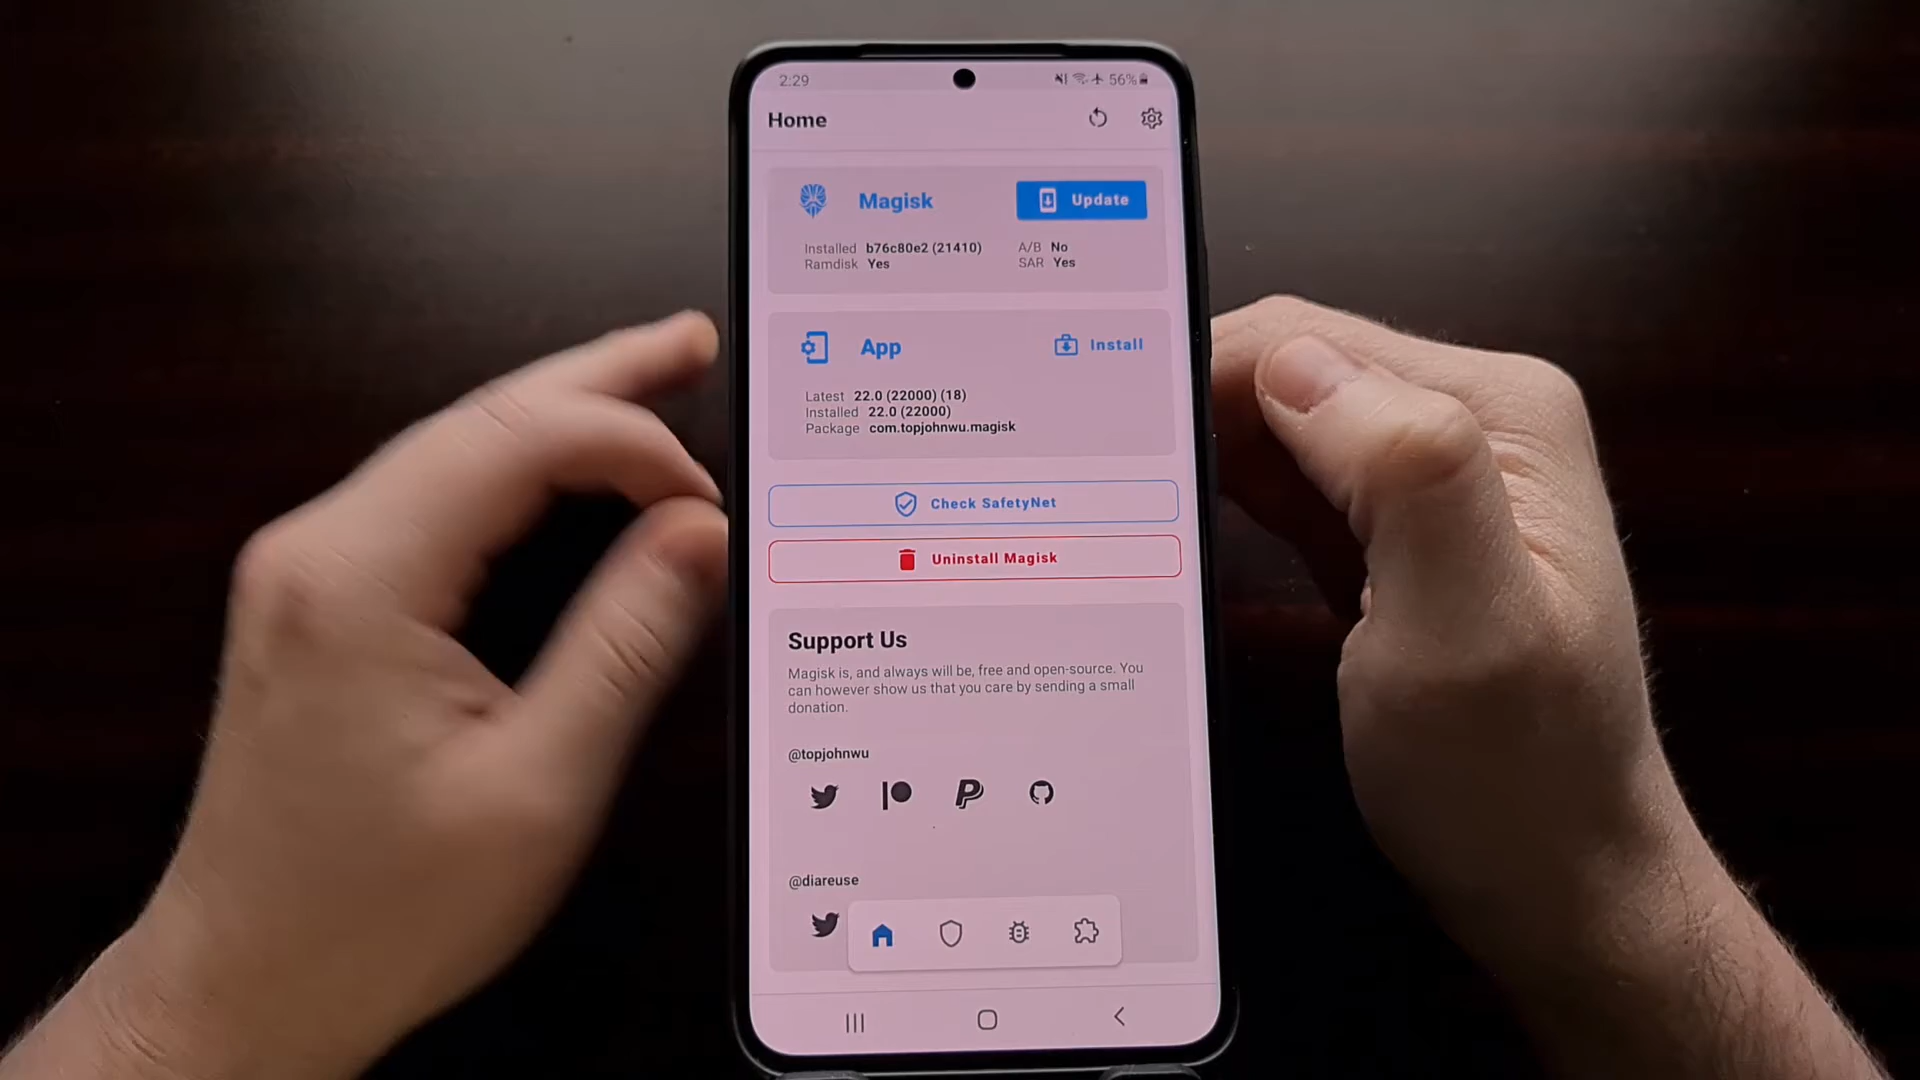 2:29 56%
Home
Magisk Update
Installed b76c80e2 (21410) A/B No
Ramdisk Yes SAR Yes
App Install
Latest 22.0 (22000) (18)
Installed 22.0 (22000)
Package com.topjohnwu.magisk
Check SafetyNet
Uninstall Magisk
Support Us
Magisk is, and always will be, free and open-source. You
can however show us that you care by sending a small
donation.
@topjohnwu
@diareuse